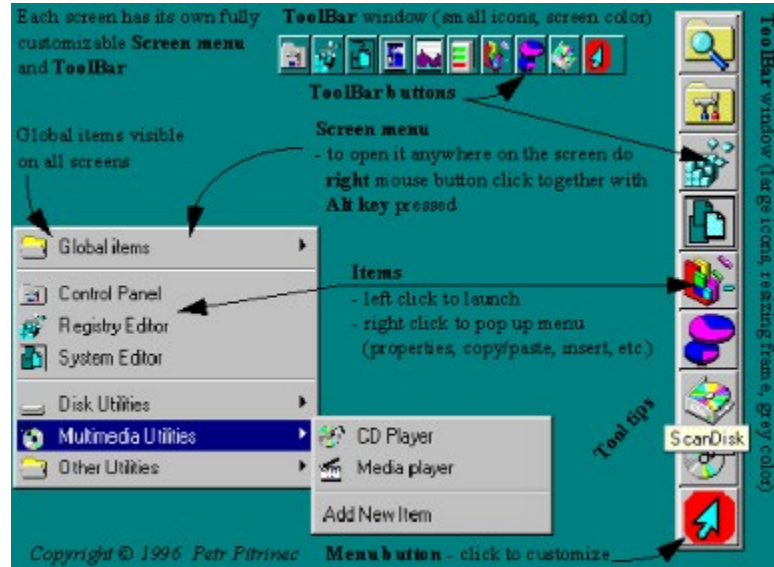 Each screen has its own fully
customizable Screen menu
and ToolBar
ToolBar window (small icons, screen color)
ToolBar buttons
Global items visible
on all screens
Screen menu
- to open it anywhere on the screen do
right mouse button click together with
Alt key pressed
Global items
Control Panel
Registry Editor
System Editor
Disk Utilities
Multimedia Utilities
Other Utilities
Items
- left click to launch
- right click to pop up menu
(properties, copy/paste, insert, etc.)
CD Player
Media player
Add New Item
Tool tips
ScanDisk
ToolBar window (large icons, resizing frame, grey color)
Copyright © 1996 Petr Pitrinec
Menu button - click to customize